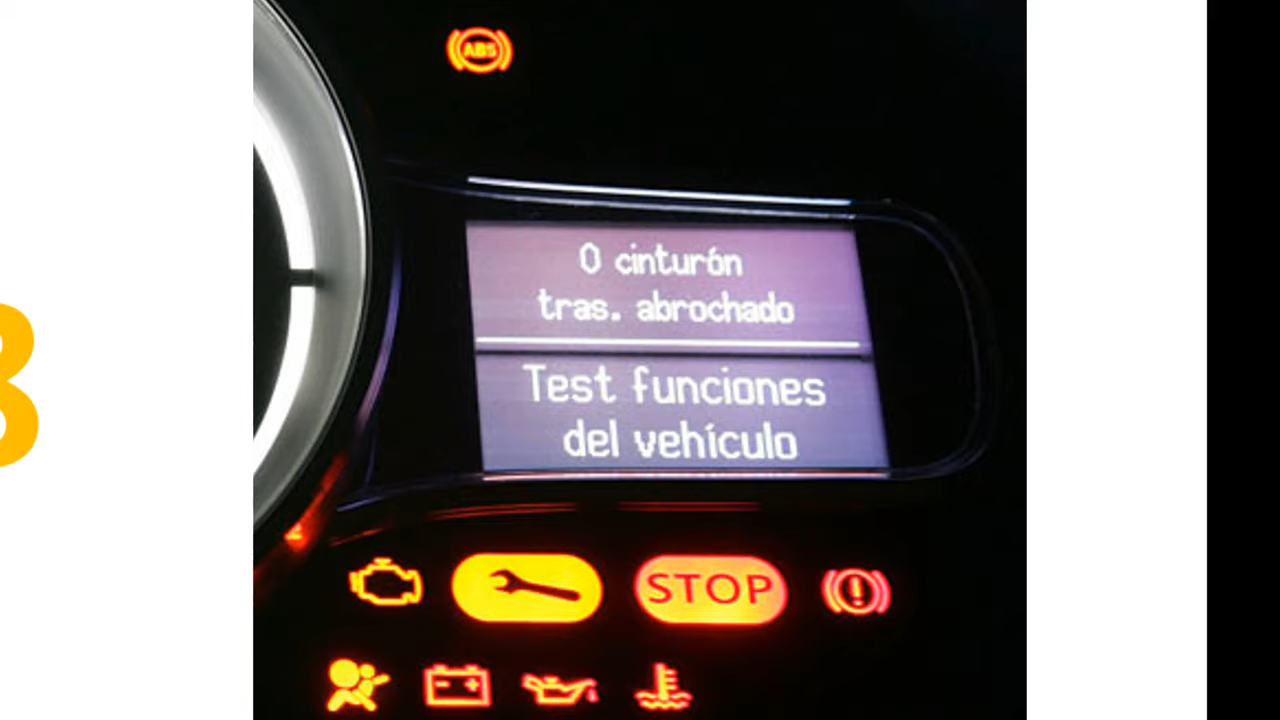 ABS
0 cinturón
tras. abrochado
Test funciones
del vehículo
STOP